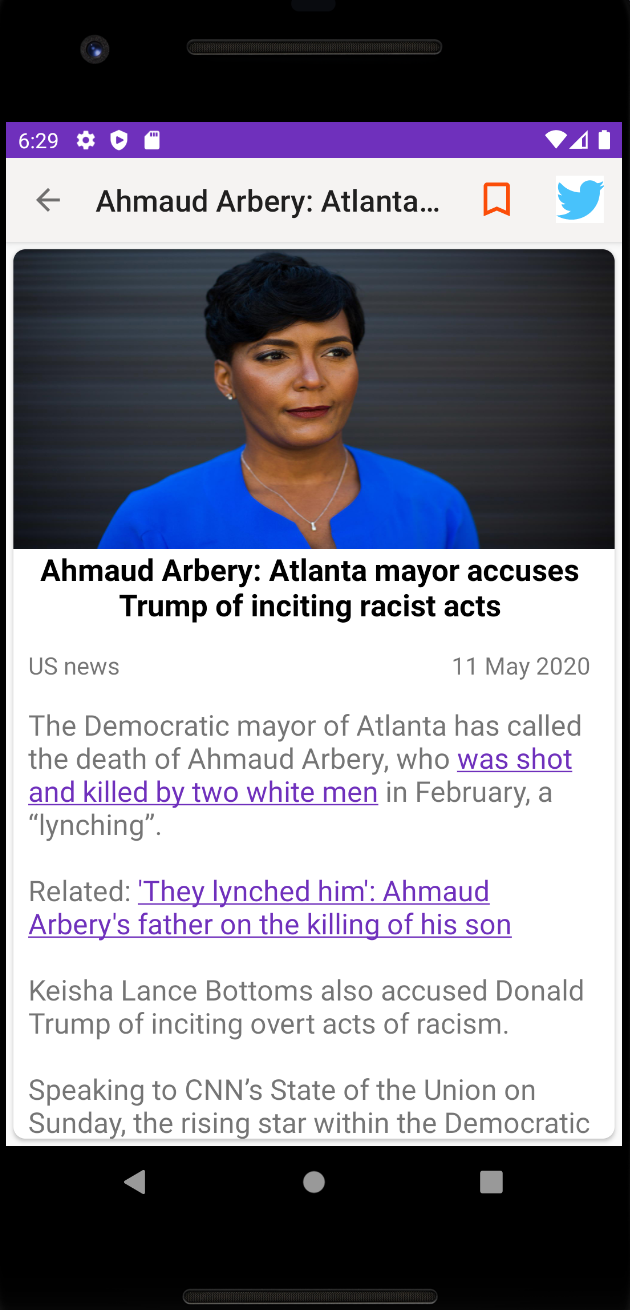 6:29
Ahmaud Arbery: Atlanta...
Ahmaud Arbery: Atlanta mayor accuses
Trump of inciting racist acts
US news 11 May 2020
The Democratic mayor of Atlanta has called
the death of Ahmaud Arbery, who was shot
and killed by two white men in February, a
“lynching”.
Related: 'They lynched him': Ahmaud
Arbery's father on the killing of his son
Keisha Lance Bottoms also accused Donald
Trump of inciting overt acts of racism.
Speaking to CNN’s State of the Union on
Sunday, the rising star within the Democratic